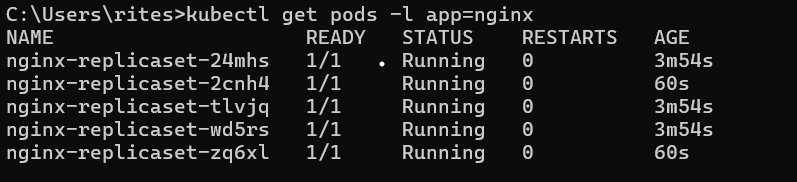 C:\Users\rites>kubectl get pods -l app=nginx
NAME READY STATUS RESTARTS AGE
nginx-replicaset-24mhs 1/1 Running 0 3m54s
nginx-replicaset-2cnh4 1/1 Running 0 60s
nginx-replicaset-tlvjq 1/1 Running 0 3m54s
nginx-replicaset-wd5rs 1/1 Running 0 3m54s
nginx-replicaset-zq6xl 1/1 Running 0 60s